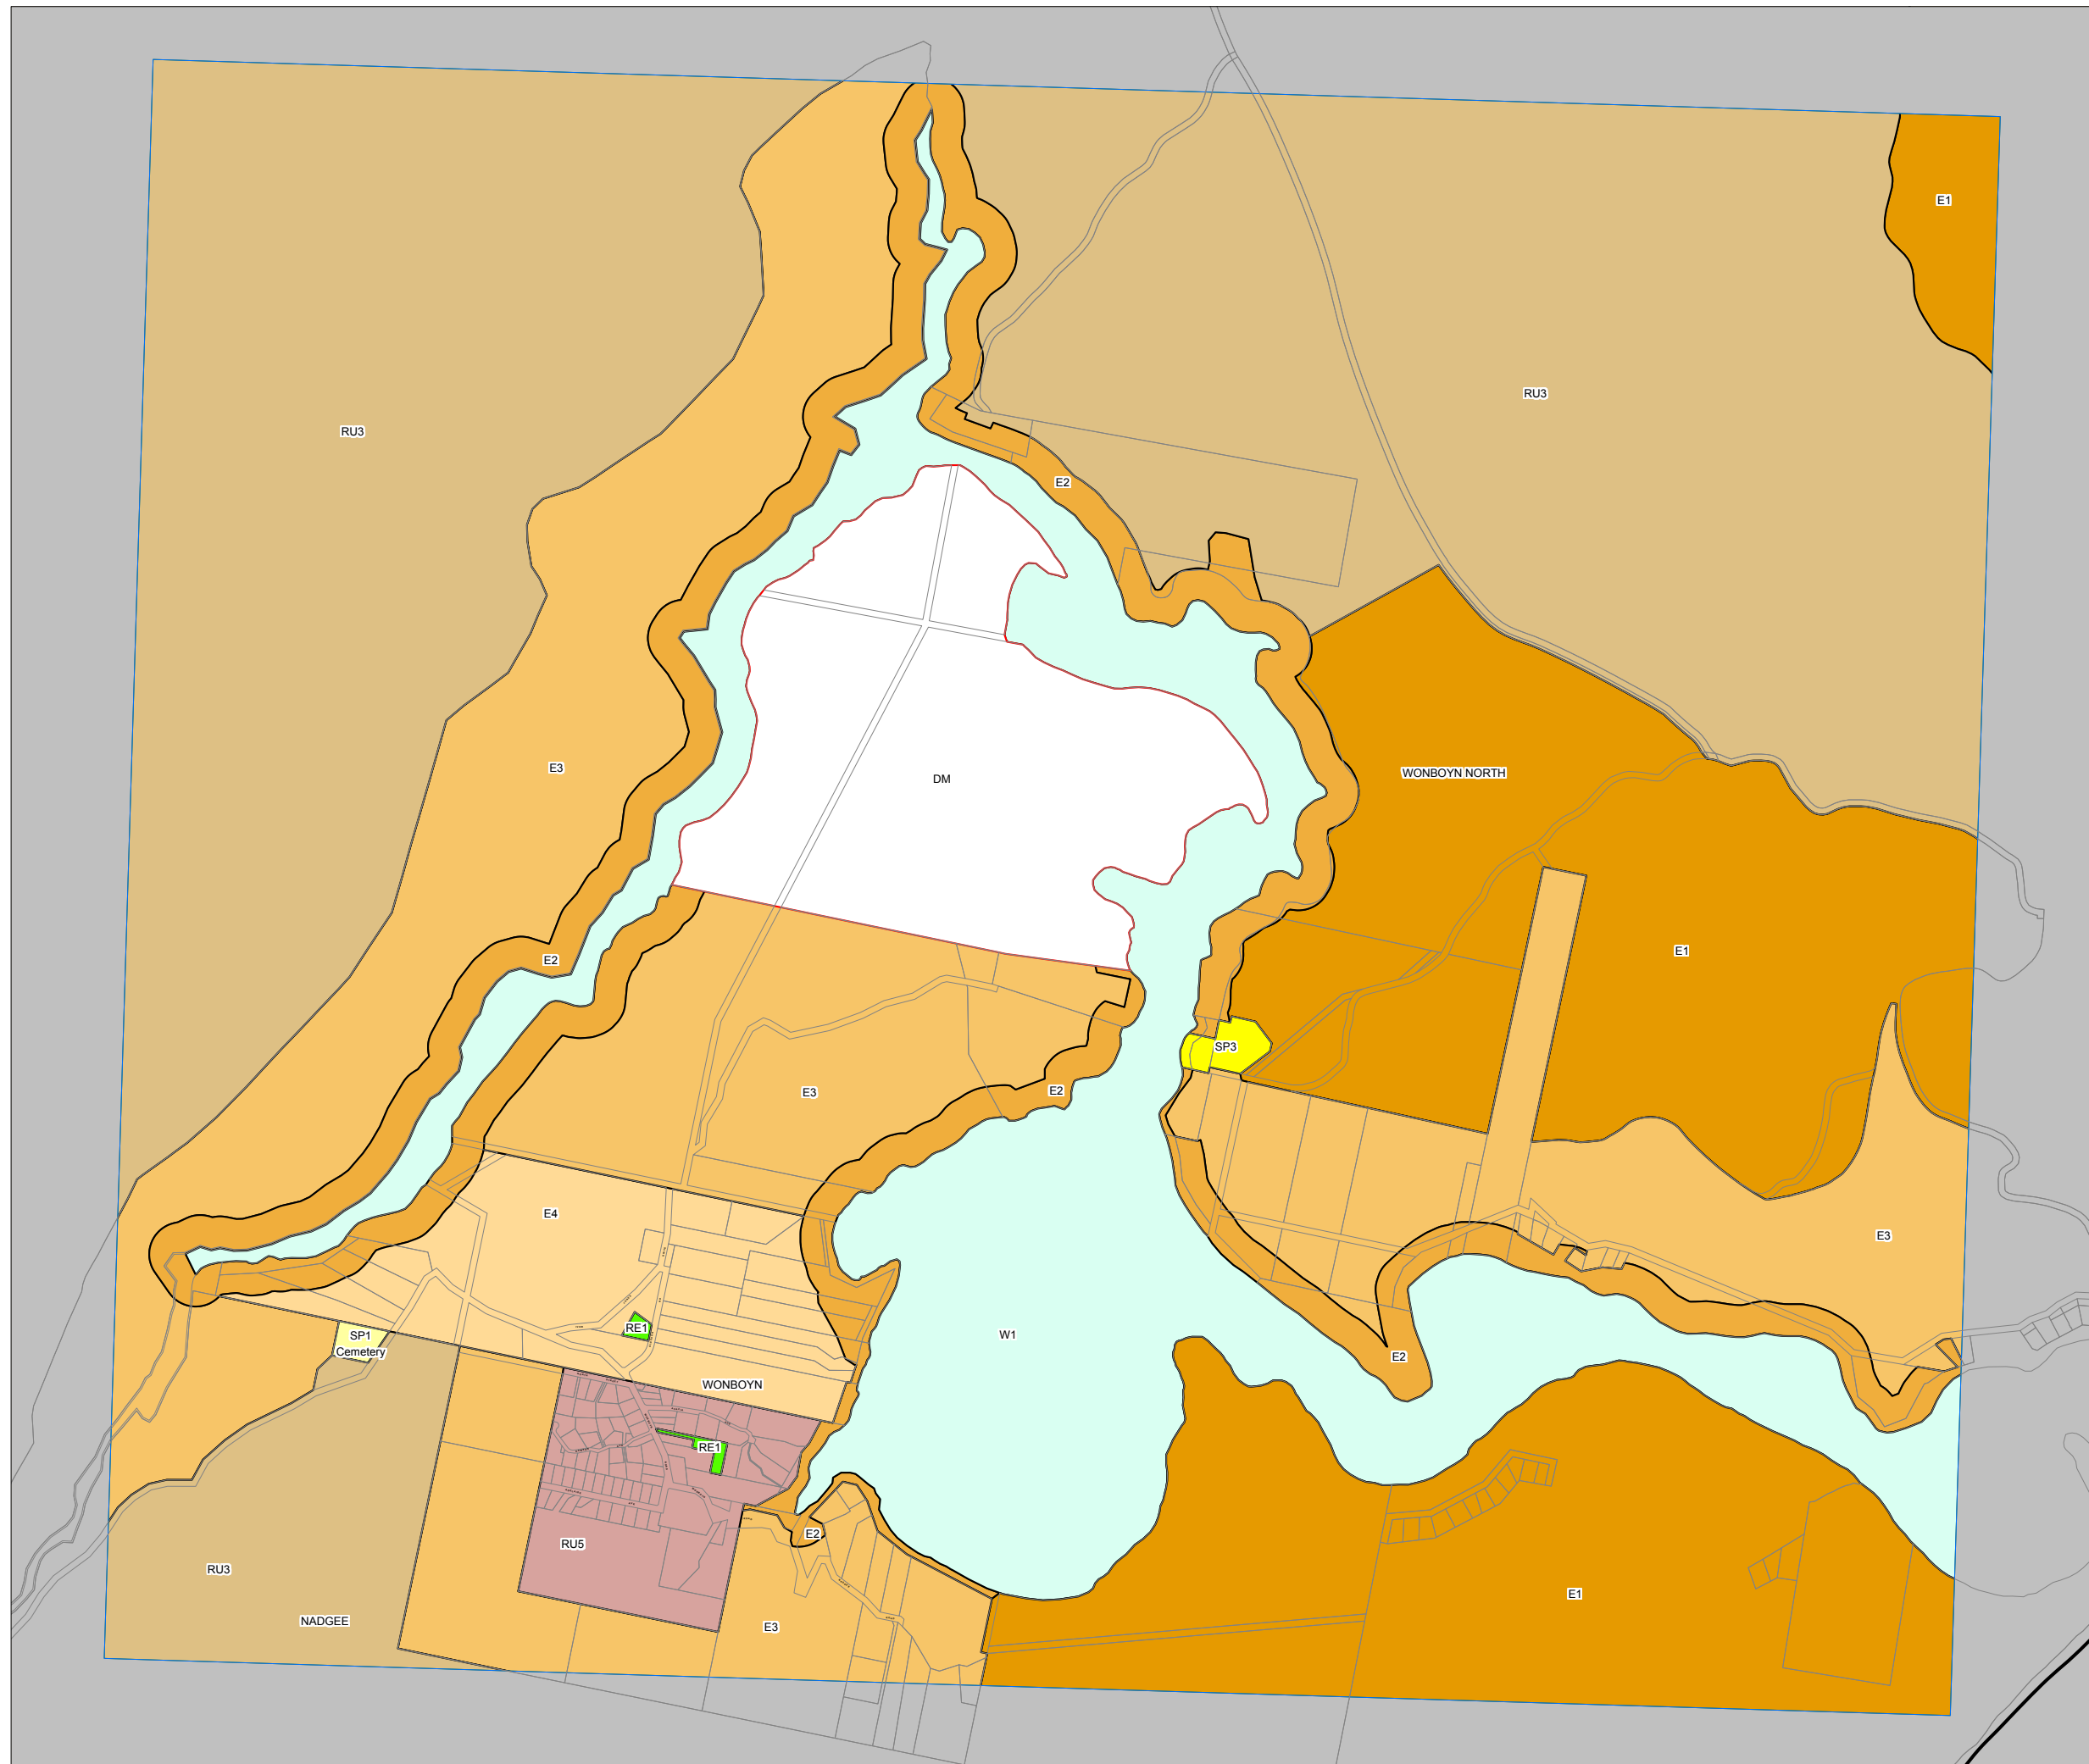 E1
RU3
RU3
E2
E3
WONBOYN NORTH
DM
E1
E2
SP3
E3
E2
E4
E3
RE1
SP1
Cemetery
W1
E2
WONBOYN
RE1
E2
RU5
RU3
E1
NADGEE
E3